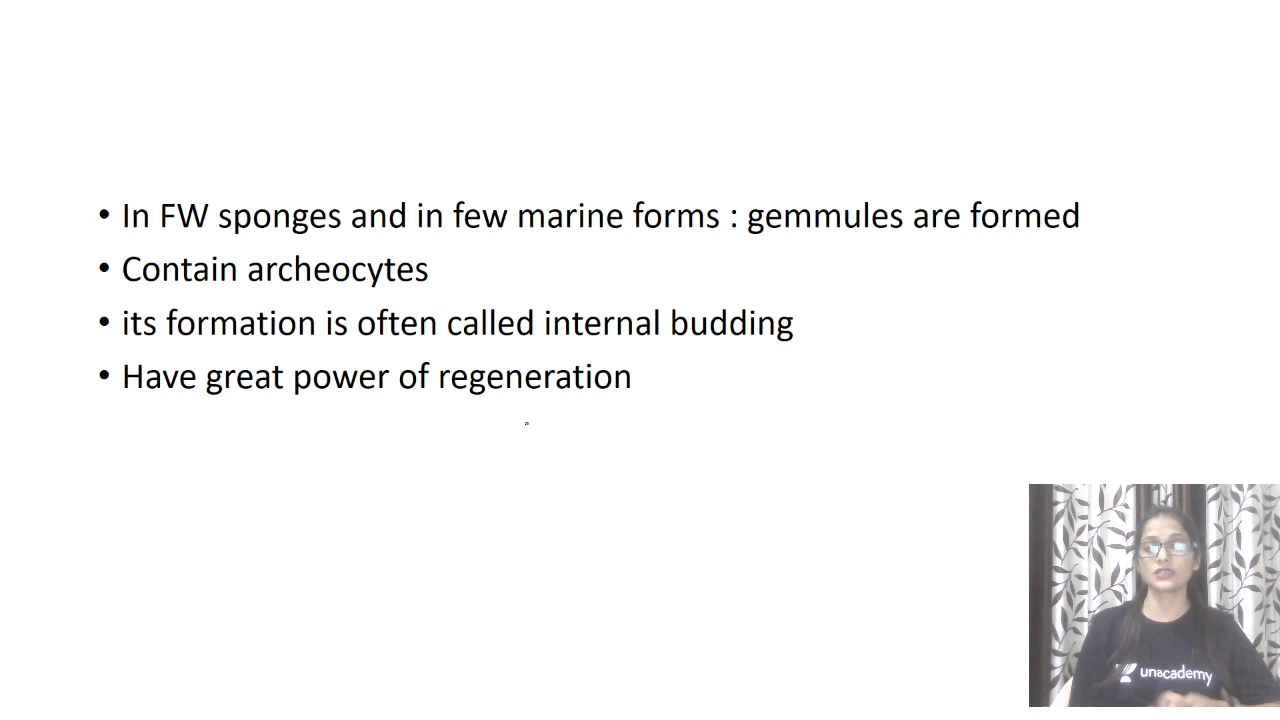 • In FW sponges and in few marine forms : gemmules are formed
• Contain archeocytes
• its formation is often called internal budding
• Have great power of regeneration
unacademy